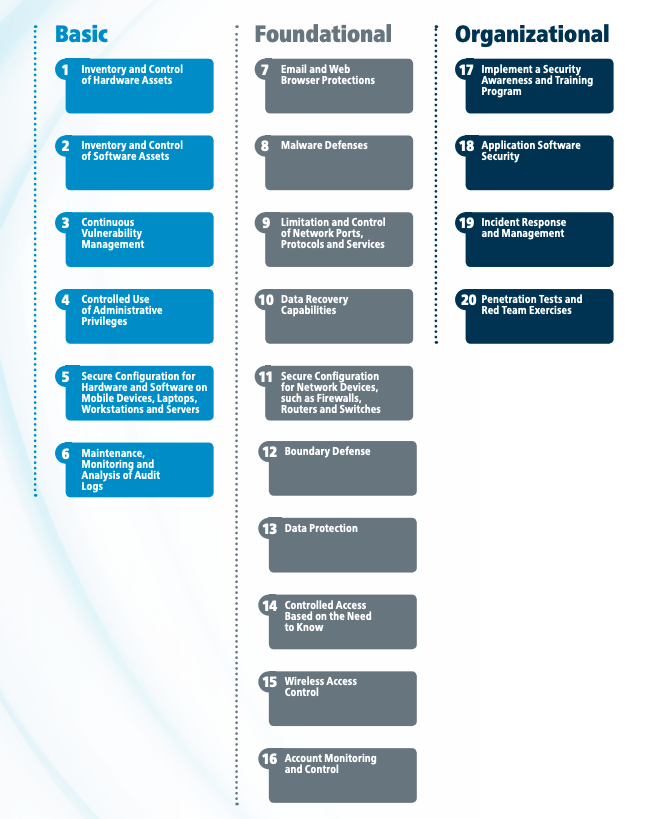 Basic
1 Inventory and Control
of Hardware Assets
2 Inventory and Control
of Software Assets
3 Continuous
Vulnerability
Management
4 Controlled Use
of Administrative
Privileges
5 Secure Configuration for
Hardware and Software on
Mobile Devices, Laptops,
Workstations and Servers
6 Maintenance,
Monitoring and
Analysis of Audit
Logs
Foundational
7 Email and Web
Browser Protections
8 Malware Defenses
9 Limitation and Control
of Network Ports,
Protocols and Services
10 Data Recovery
Capabilities
11 Secure Configuration
for Network Devices,
such as Firewalls,
Routers and Switches
12 Boundary Defense
13 Data Protection
14 Controlled Access
Based on the Need
to Know
15 Wireless Access
Control
16 Account Monitoring
and Control
Organizational
17 Implement a Security
Awareness and Training
Program
18 Application Software
Security
19 Incident Response
and Management
20 Penetration Tests and
Red Team Exercises